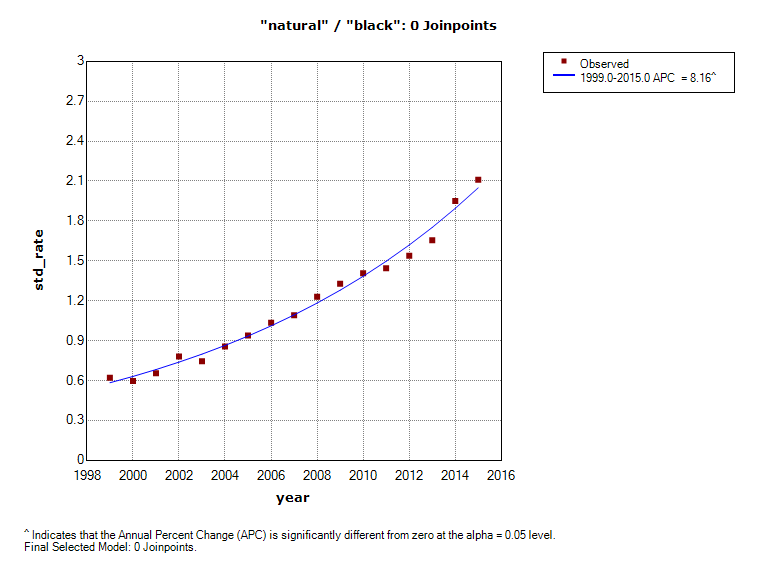 "natural" / "black": 0 Joinpoints
Observed
1999.0-2015.0 APC = 8.16^
3
2.7
2.4
2.1
1.8
1.5
1.2
0.9
0.6
0.3
0
std_rate
1998 2000 2002 2004 2006 2008 2010 2012 2014 2016
year
^ Indicates that the Annual Percent Change (APC) is significantly different from zero at the alpha = 0.05 level.
Final Selected Model: 0 Joinpoints.